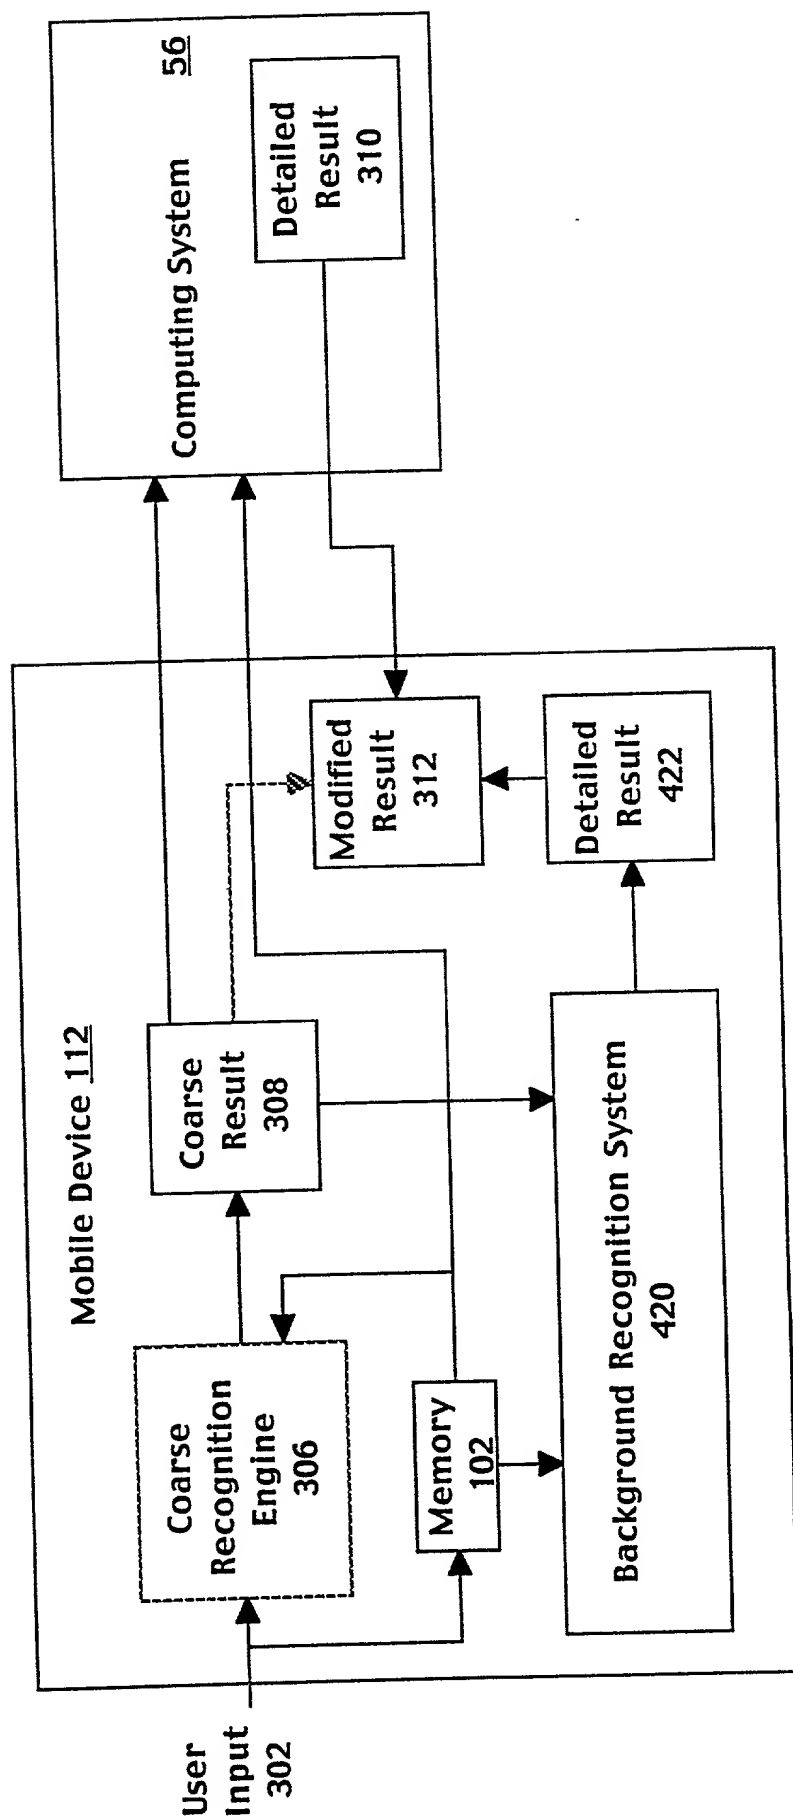 User
Input
302
Mobile Device 112
Coarse
Recognition
Engine
306
Coarse
Result
308
Memory
102
Modified
Result
312
Background Recognition System
420
Detailed
Result
422
Computing System
56
Detailed
Result
310